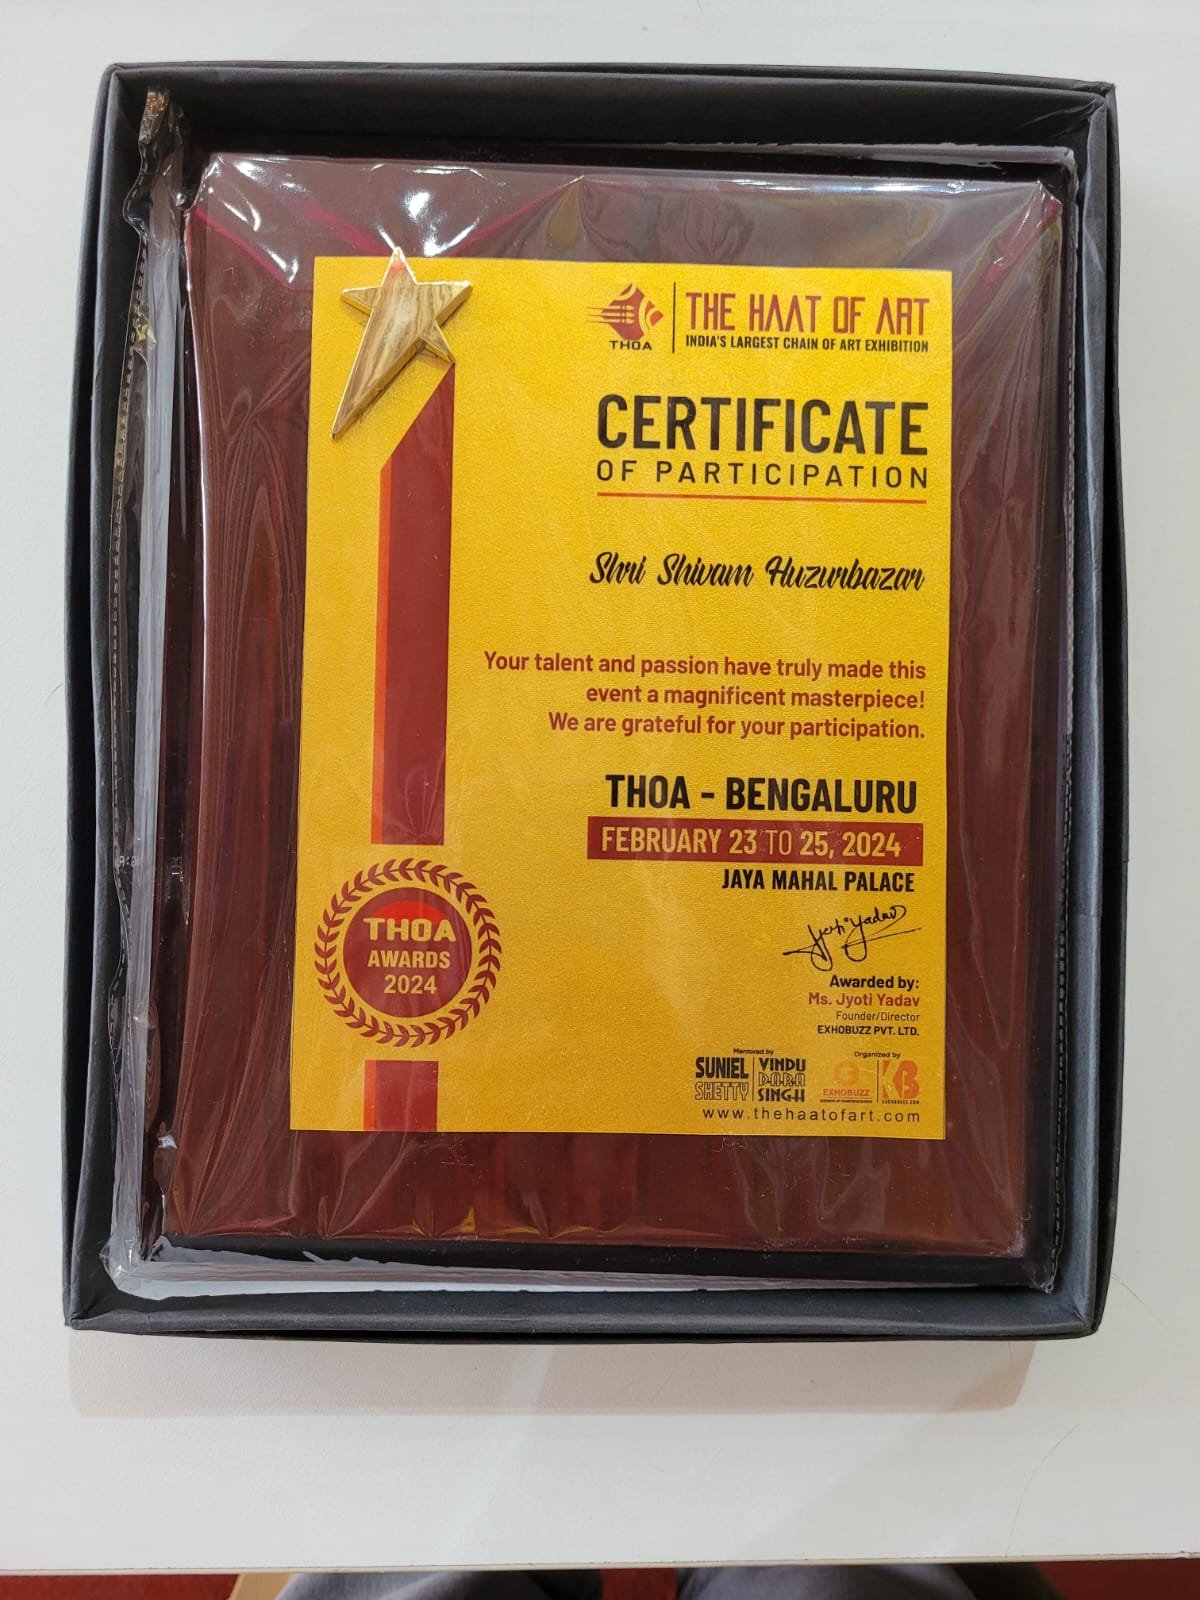 THOA
THE HAAT OF ART
INDIA'S LARGEST CHAIN OF ART EXHIBITION
CERTIFICATE
OF PARTICIPATION
Shri Shivam Huzurbazar
Your talent and passion have truly made this
event a magnificent masterpiece!
We are grateful for your participation.
THOA - BENGALURU
FEBRUARY 23 TO 25, 2024
JAYA MAHAL PALACE
Jyoti Yadav
Awarded by:
Ms. Jyoti Yadav
Founder/Director
EXHOBUZZ PVT. LTD.
THOA
AWARDS
2024
Mentored by
SUNIEL
SHETTY
VINDU
DARA
SINGH
Organized by
EXHOBUZZ
KB
www.thehaatofart.com